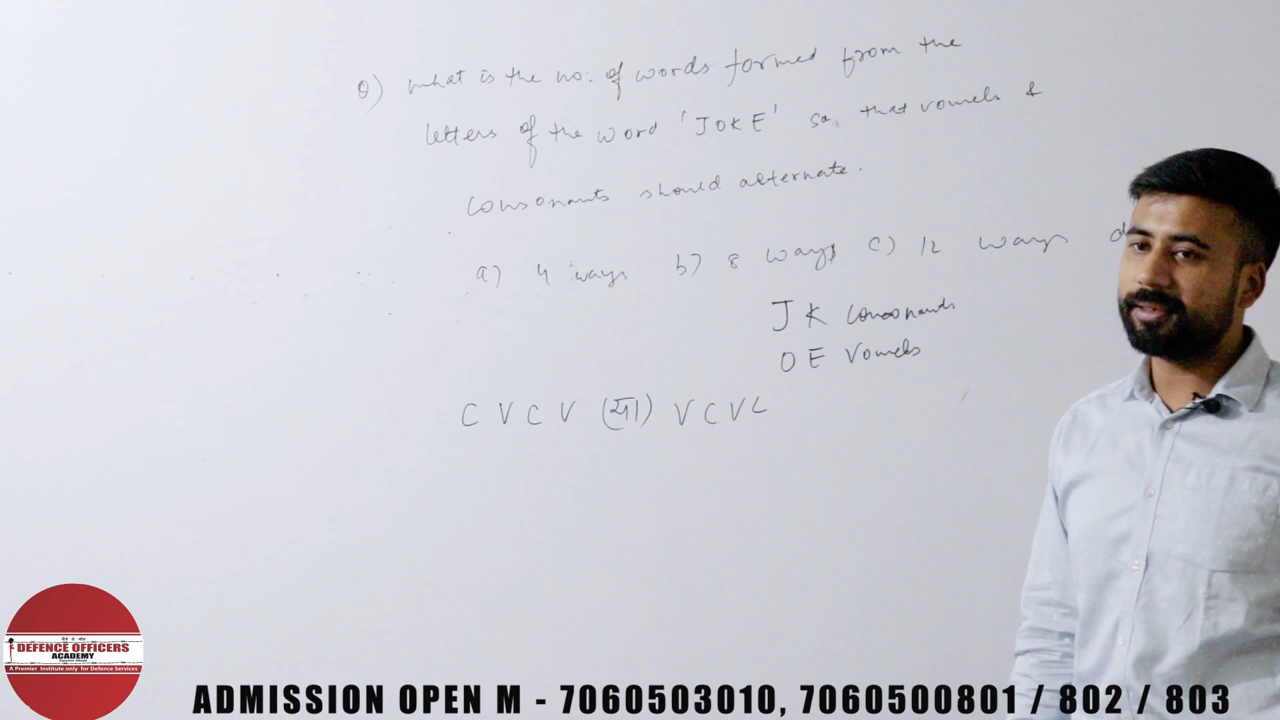 Q) what is the no: of words formed from the
letters of the word 'JOKE' so that vowels &
consonants should alternate.
a) 4 ways b) 8 ways c) 12 ways d
J K consonants
O E Vowels
C V C V (या) V C V C
DEFENCE OFFICERS
ACADEMY
A Premier Institute only for Defence Services
ADMISSION OPEN M - 7060503010, 7060500801 / 802 / 803